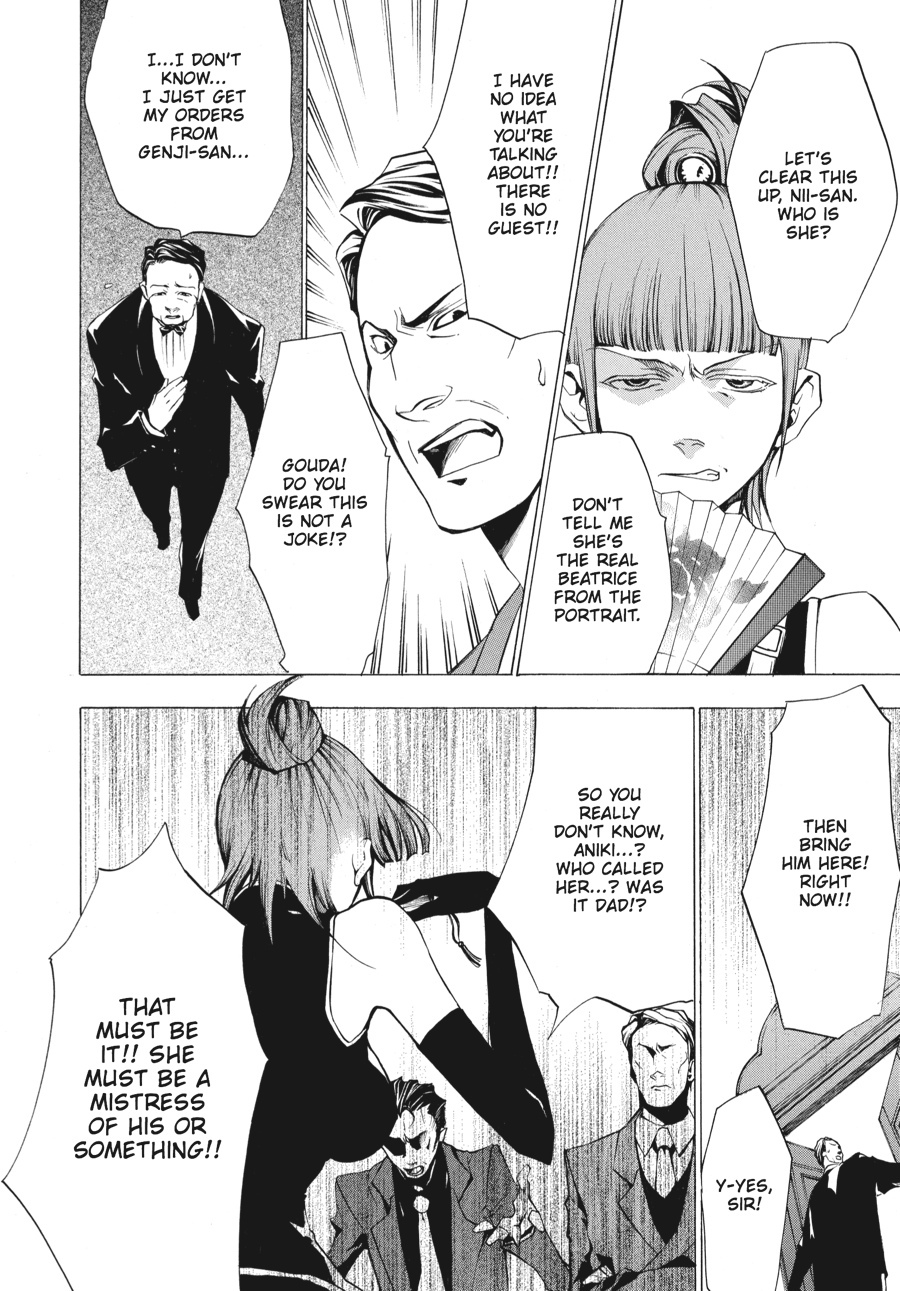 LET'S
CLEAR THIS
UP, NII-SAN.
WHO IS
SHE?
DON'T
TELL ME
SHE'S
THE REAL
BEATRICE
FROM THE
PORTRAIT.
I HAVE
NO IDEA
WHAT
YOU'RE
TALKING
ABOUT!!
THERE
IS NO
GUEST!!
GOUDA!
DO YOU
SWEAR THIS
IS NOT A
JOKE!?
I...I DON'T
KNOW...
I JUST GET
MY ORDERS
FROM
GENJI-SAN...
THEN
BRING
HIM HERE!
RIGHT
NOW!!
Y-YES,
SIR!
SO YOU
REALLY
DON'T KNOW,
ANIKI...?
WHO CALLED
HER...? WAS
IT DAD!?
THAT
MUST BE
IT!! SHE
MUST BE A
MISTRESS
OF HIS OR
SOMETHING!!